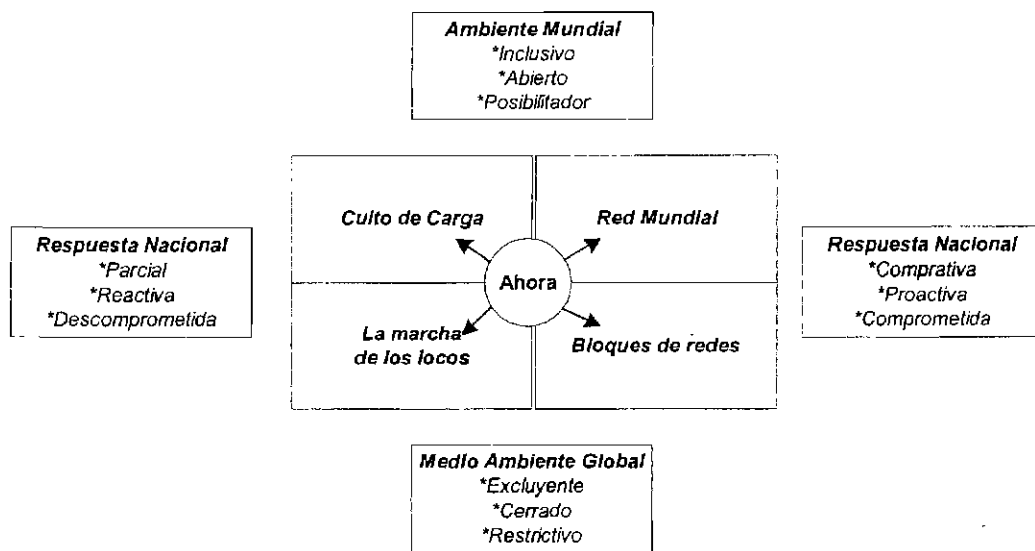 Ambiente Mundial
*Inclusivo
*Abierto
*Posibilitador
Culto de Carga
Red Mundial
Respuesta Nacional
*Parcial
*Reactiva
*Descomprometida
Ahora
Respuesta Nacional
*Comprativa
*Proactiva
*Comprometida
La marcha
de los locos
Bloques de redes
Medio Ambiente Global
*Excluyente
*Cerrado
*Restrictivo